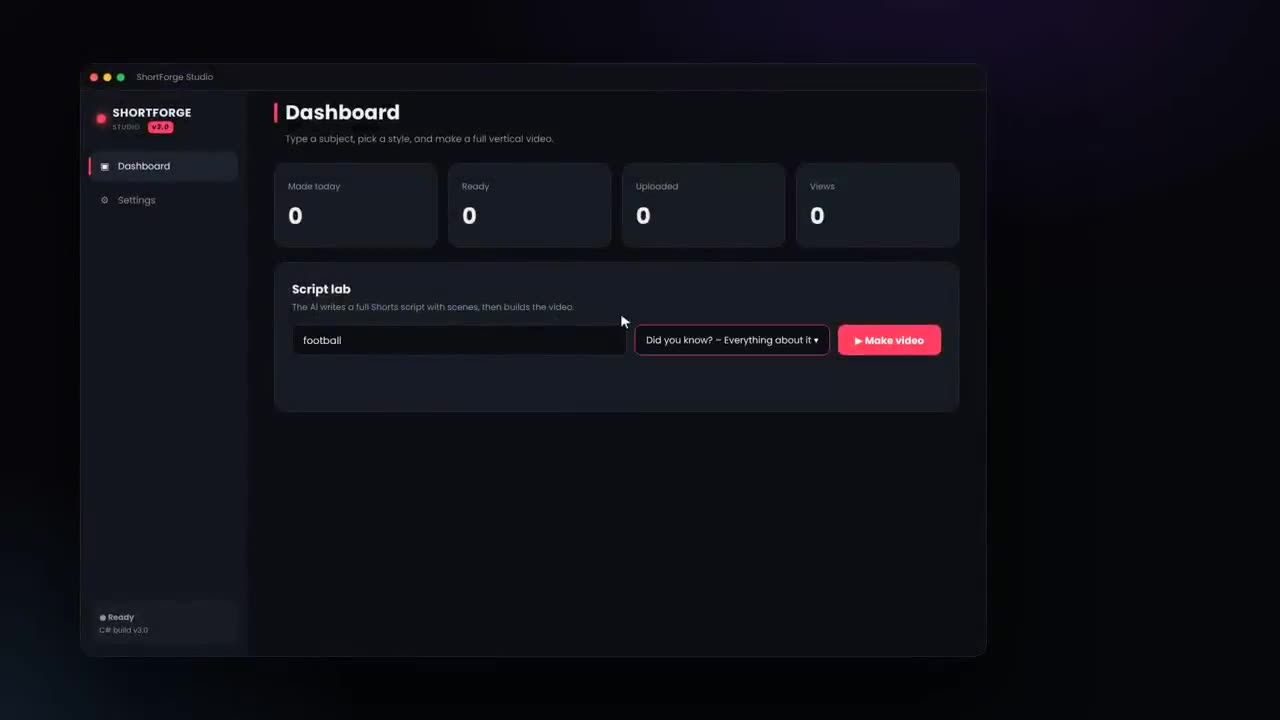 ShortForge Studio
SHORTFORGE
STUDIO v3.0
Dashboard
Settings
Ready
C# build v3.0
Dashboard
Type a subject, pick a style, and make a full vertical video.
Made today
0
Ready
0
Uploaded
0
Views
0
Script lab
The AI writes a full Shorts script with scenes, then builds the video.
football
Did you know? – Everything about it ▾
▶ Make video